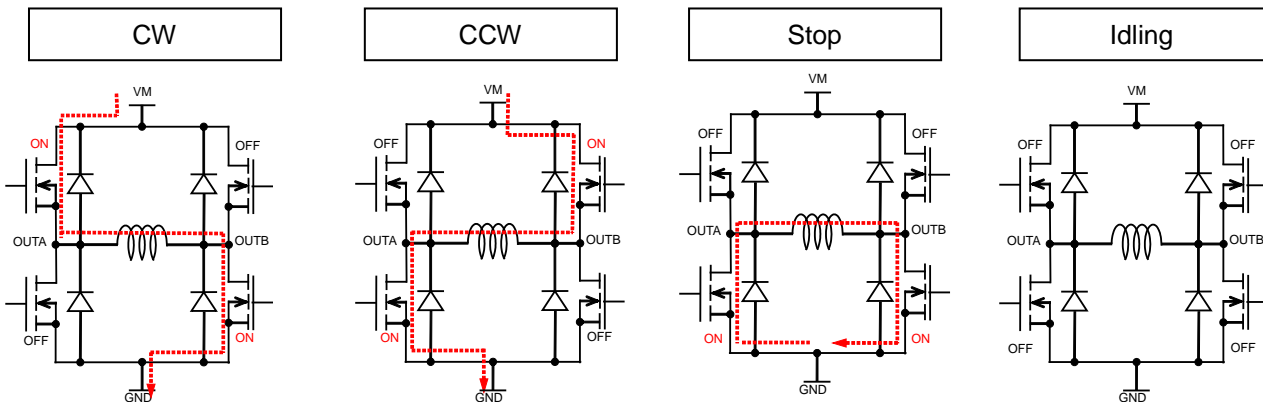 CW
CCW
Stop
Idling
VM
ON
OFF
OUTA
OUTB
OFF
ON
GND
VM
OFF
ON
OUTA
OUTB
ON
OFF
GND
VM
OFF
OFF
OUTA
OUTB
ON
ON
GND
VM
OFF
OFF
OUTA
OUTB
OFF
OFF
GND